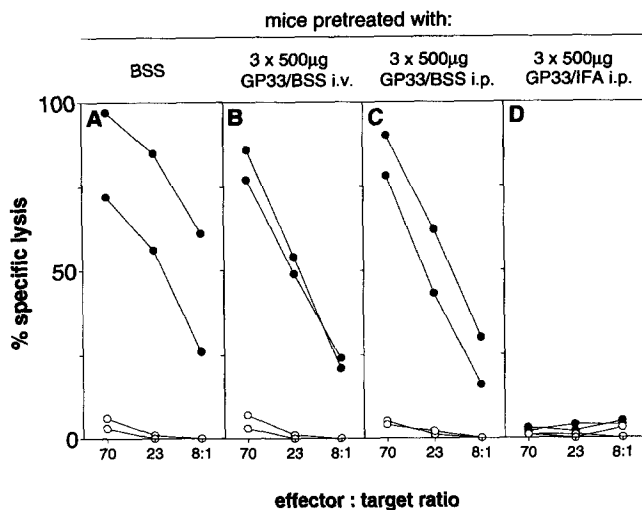 mice pretreated with:
BSS
3 x 500µg
GP33/BSS i.v.
3 x 500µg
GP33/BSS i.p.
3 x 500µg
GP33/IFA i.p.
100
A
B
C
D
50
0
% specific lysis
70 23 8:1 70 23 8:1 70 23 8:1 70 23 8:1
effector : target ratio